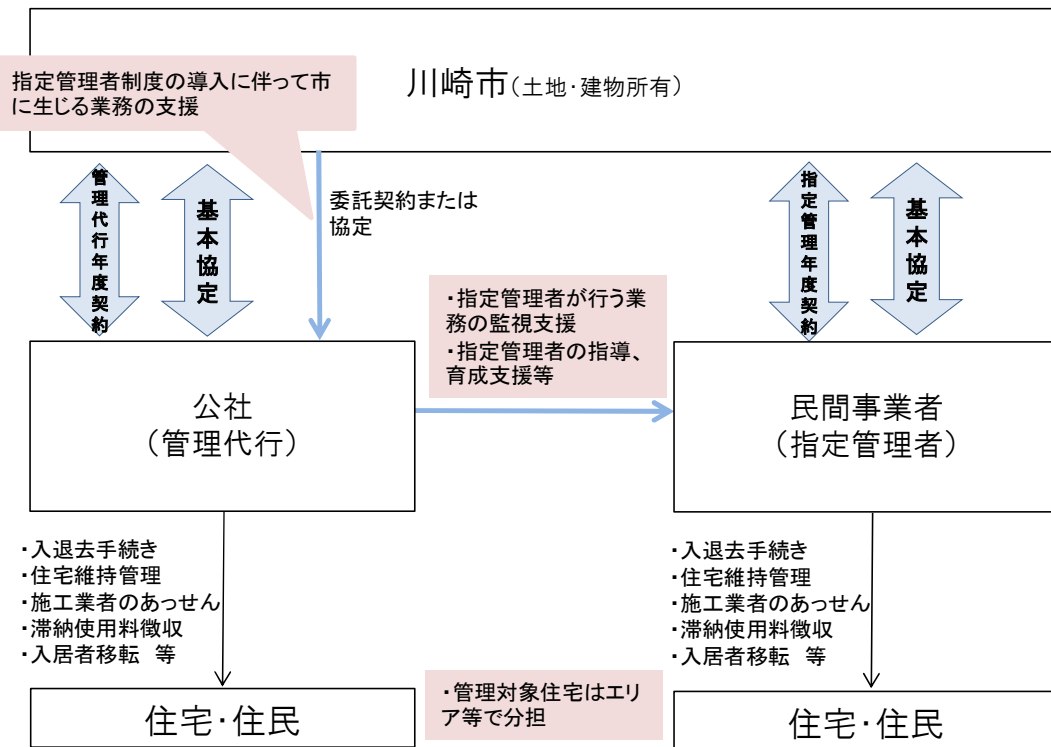 川崎市(土地・建物所有)
指定管理者制度の導入に伴って市
に生じる業務の支援
管理代行年度契約
基本協定
委託契約または
協定
指定管理年度契約
基本協定
・指定管理者が行う業
務の監視支援
・指定管理者の指導、
育成支援等
公社
(管理代行)
民間事業者
(指定管理者)
・入退去手続き
・住宅維持管理
・施工業者のあっせん
・滞納使用料徴収
・入居者移転 等
・入退去手続き
・住宅維持管理
・施工業者のあっせん
・滞納使用料徴収
・入居者移転 等
・管理対象住宅はエリ
ア等で分担
住宅・住民
住宅・住民